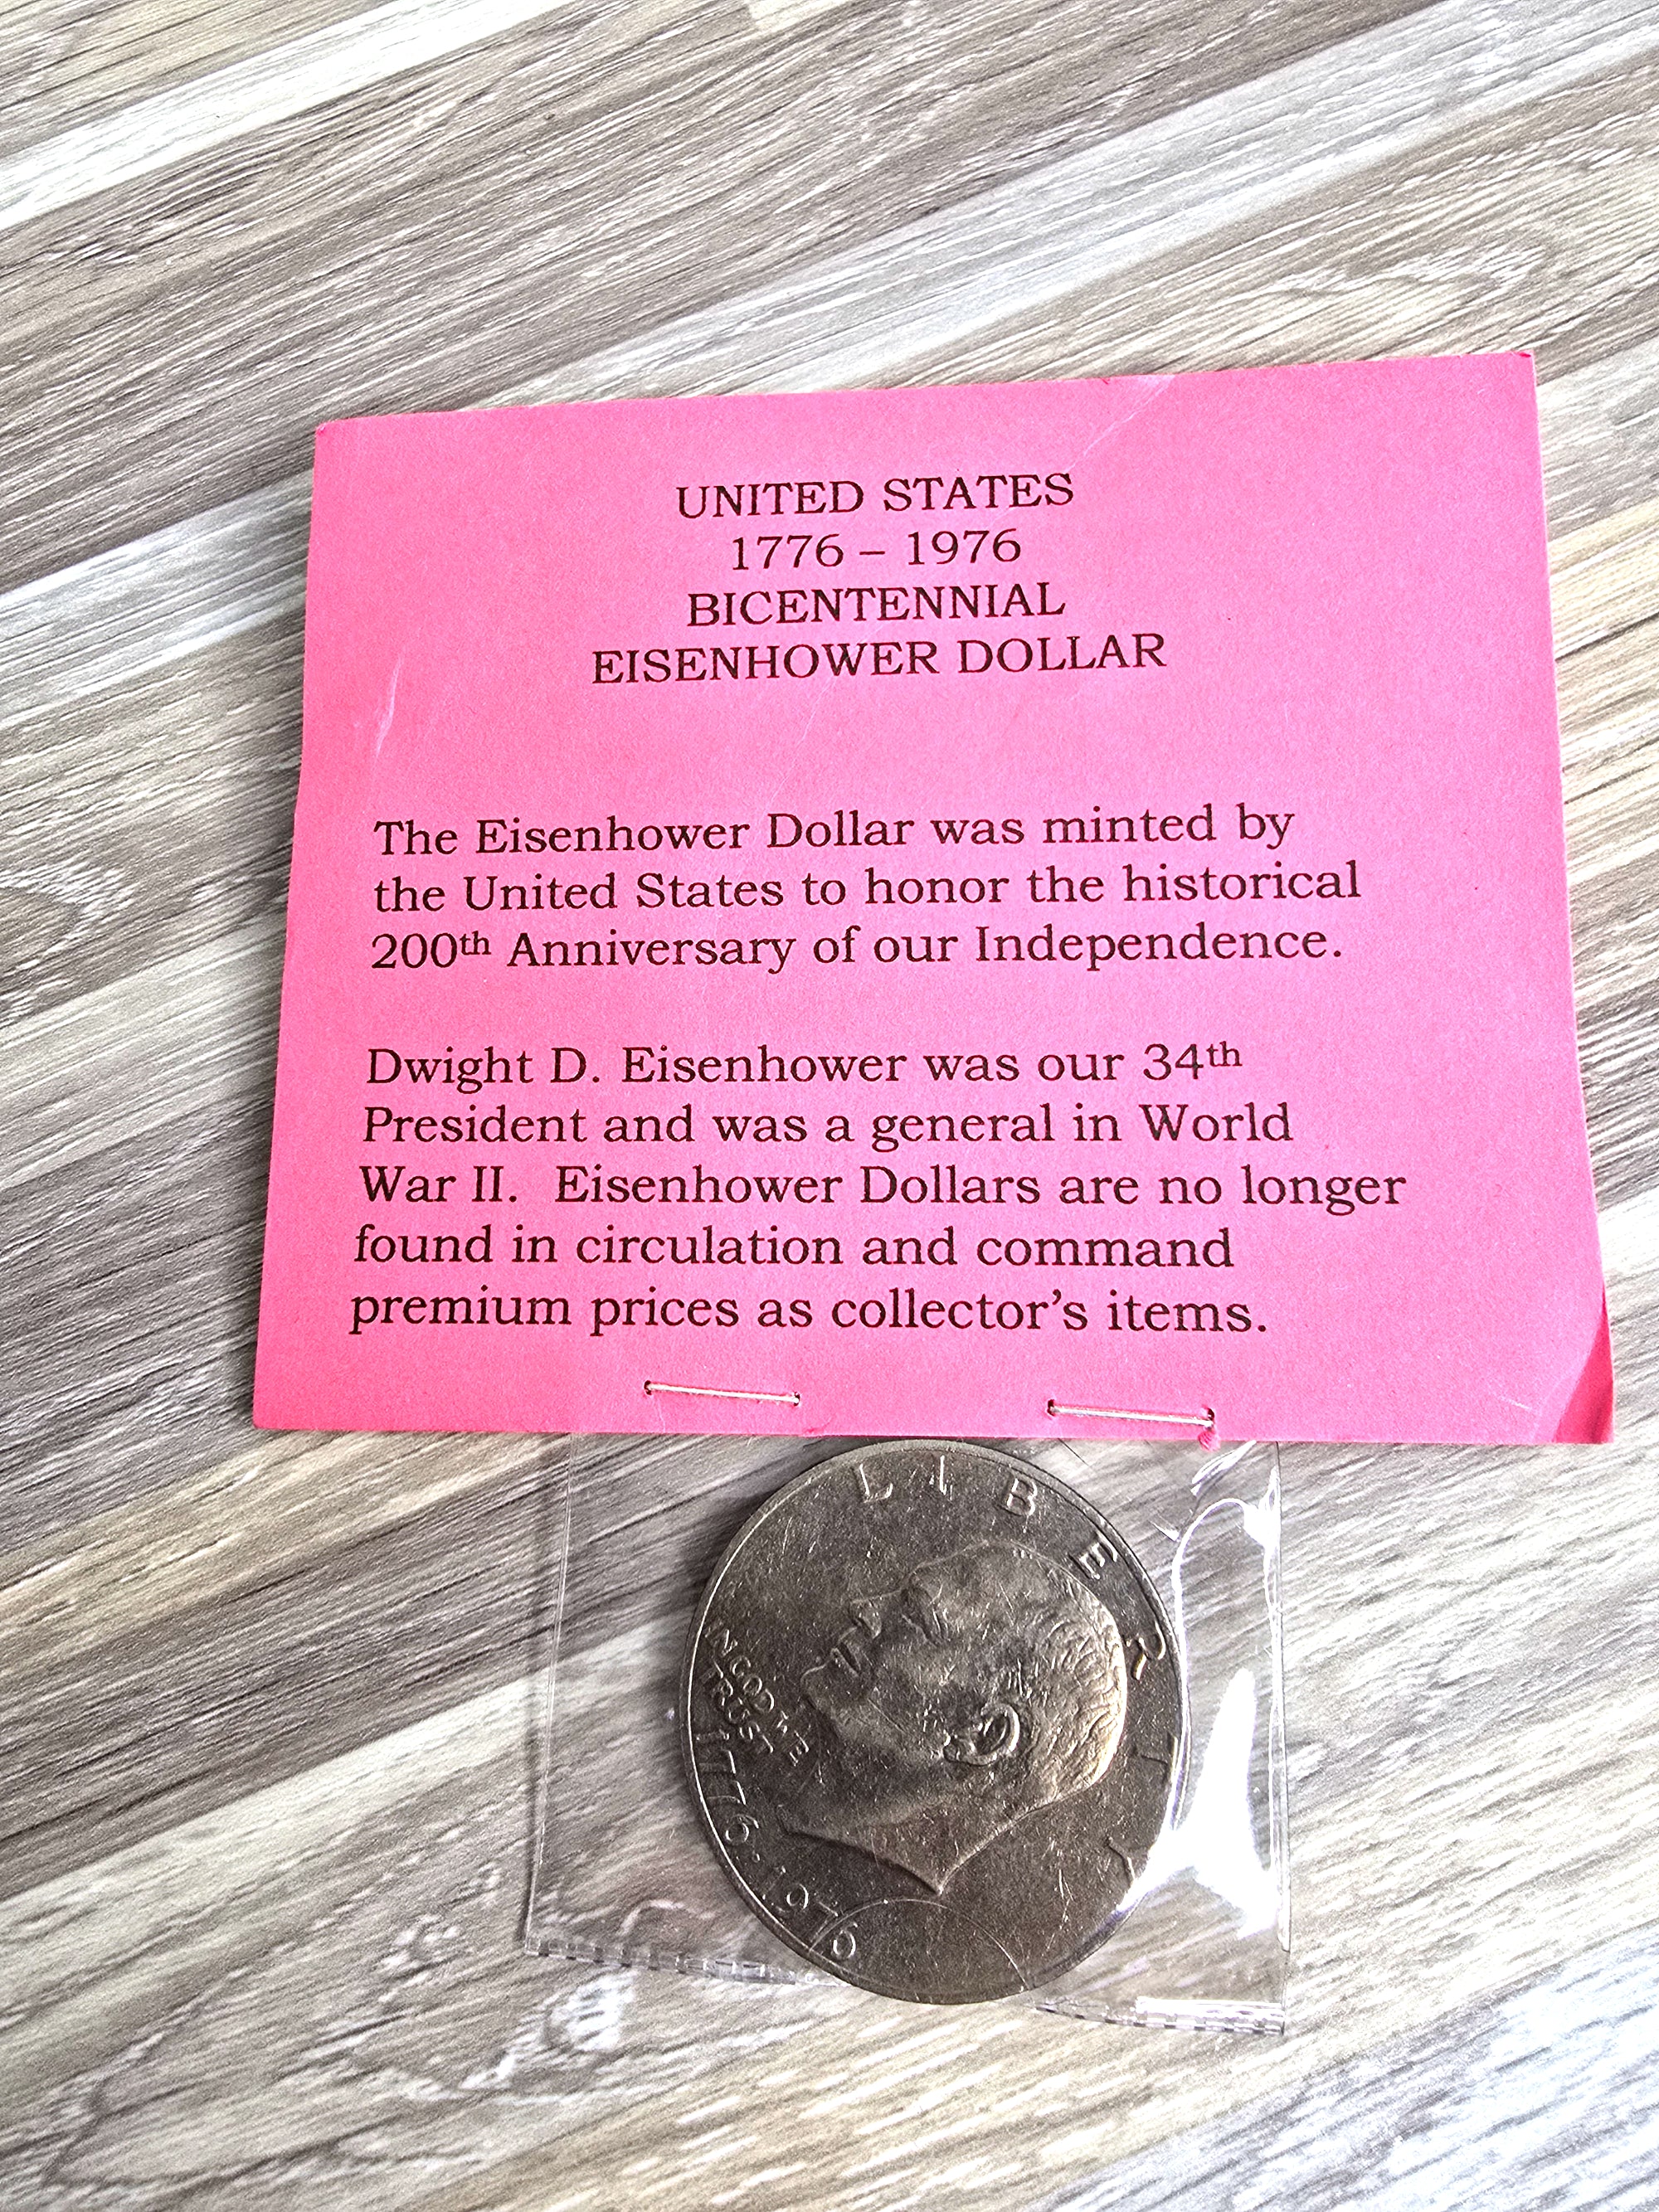 UNITED STATES
1776 – 1976
BICENTENNIAL
EISENHOWER DOLLAR
The Eisenhower Dollar was minted by
the United States to honor the historical
200th Anniversary of our Independence.
Dwight D. Eisenhower was our 34th
President and was a general in World
War II. Eisenhower Dollars are no longer
found in circulation and command
premium prices as collector's items.
LIBERTY
IN GOD WE
TRUST
1776-1976